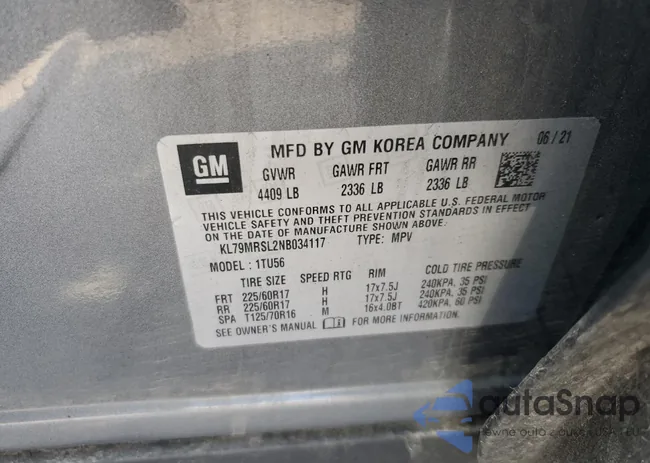 GM
MFD BY GM KOREA COMPANY 06/21
GVWR GAWR FRT GAWR RR
4409 LB 2336 LB 2336 LB
THIS VEHICLE CONFORMS TO ALL APPLICABLE U.S. FEDERAL MOTOR
VEHICLE SAFETY AND THEFT PREVENTION STANDARDS IN EFFECT
ON THE DATE OF MANUFACTURE SHOWN ABOVE.
KL79MRSL2NB034117 TYPE: MPV
MODEL: 1TU56
TIRE SIZE SPEED RTG RIM COLD TIRE PRESSURE
FRT 225/60R17 H 17x7.5J 240KPA, 35 PSI
RR 225/60R17 H 17x7.5J 240KPA, 35 PSI
SPA T125/70R16 M 16x4.0BT 420KPA, 60 PSI
SEE OWNER'S MANUAL FOR MORE INFORMATION.
autaSnap